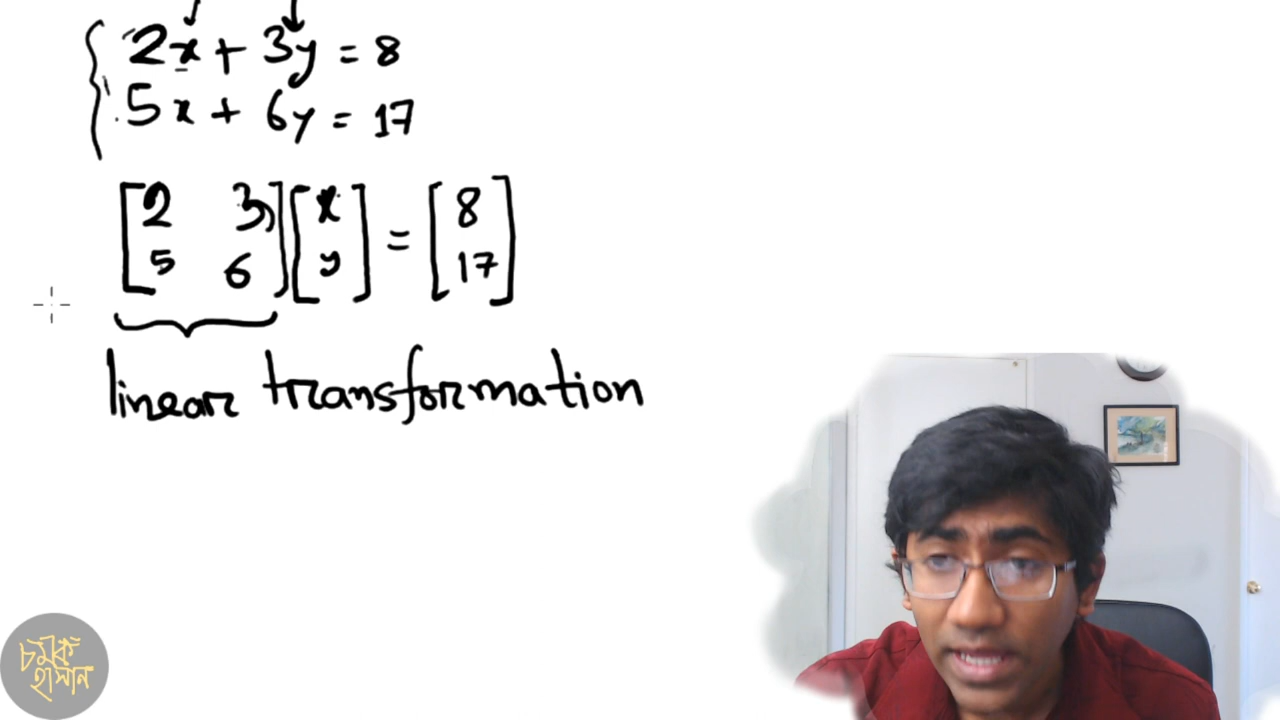 2x + 3y = 8
5x + 6y = 17
[2 3; 5 6] [x; y] = [8; 17]
linear transformation
চমক
হাসান